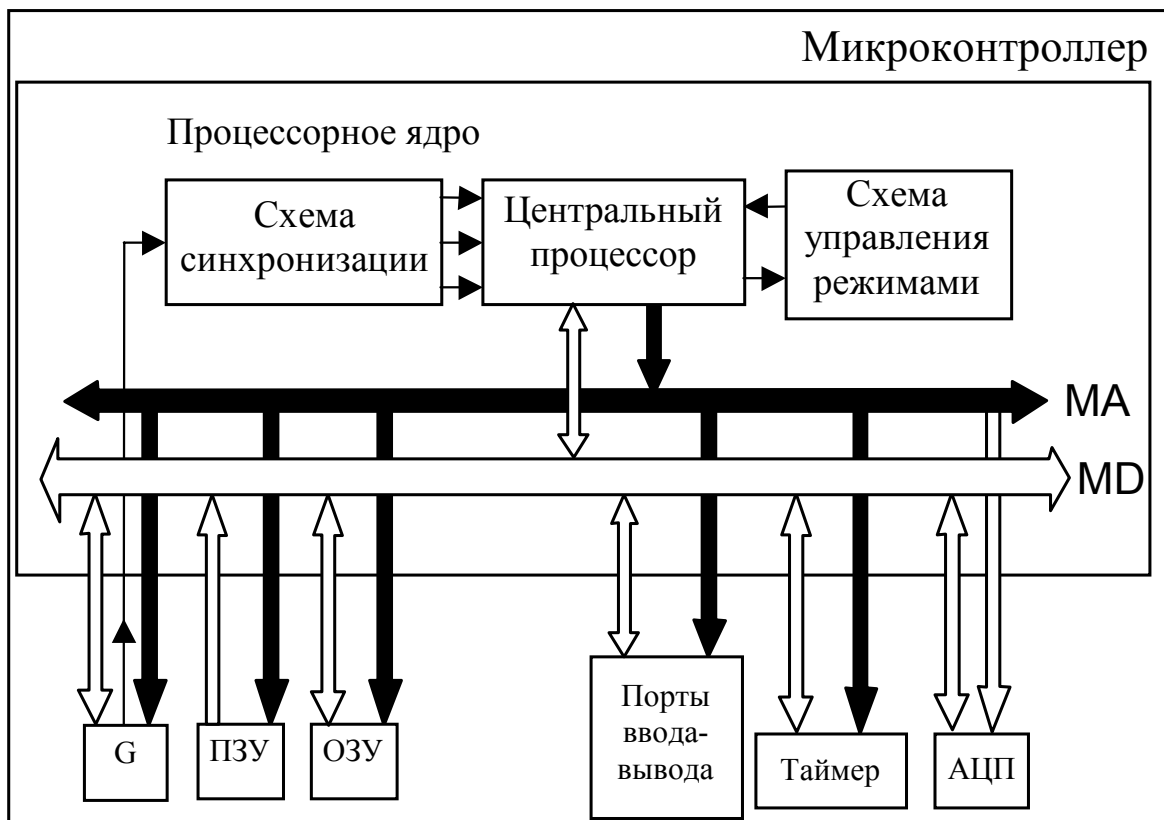 Микроконтроллер
Процессорное ядро
Схема
синхронизации
Центральный
процессор
Схема
управления
режимами
MA
MD
G
ПЗУ
ОЗУ
Порты
ввода-
вывода
Таймер
АЦП